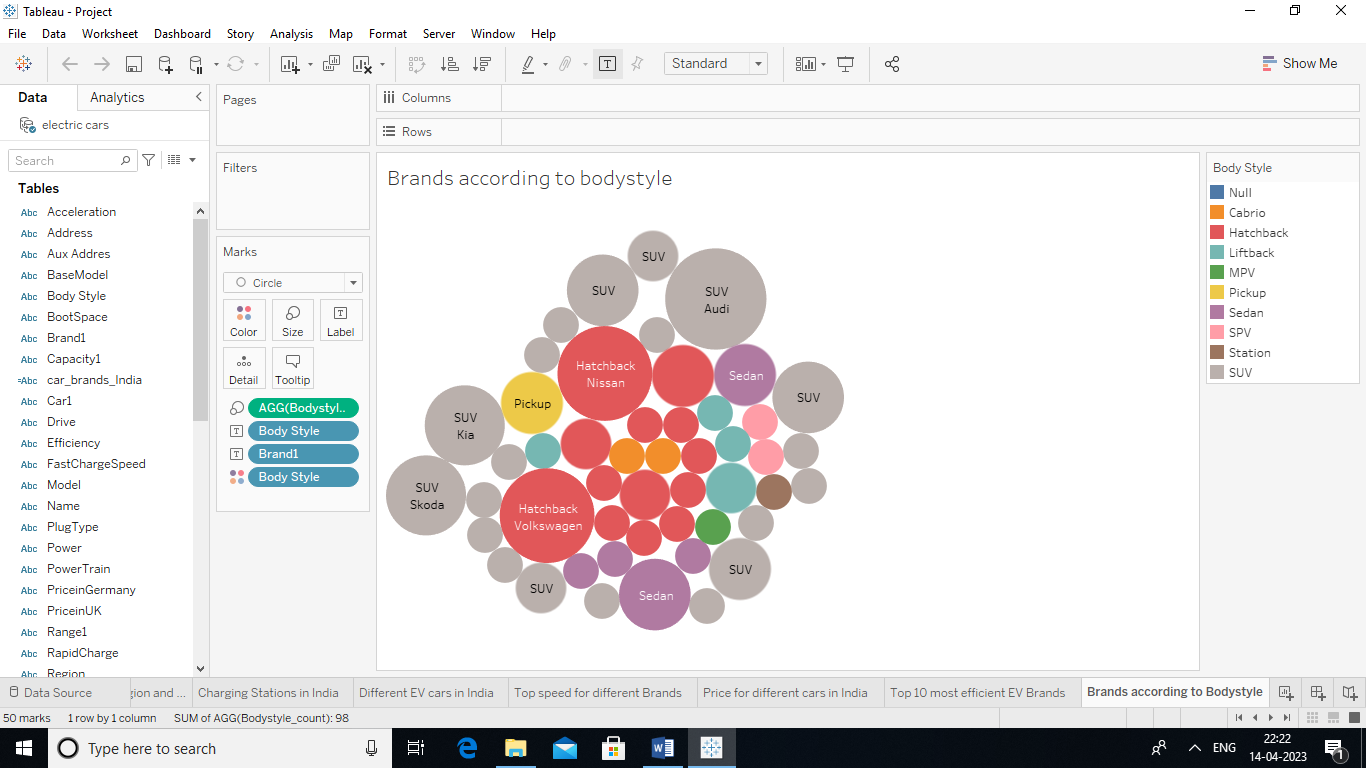 Tableau - Project
File Data Worksheet Dashboard Story Analysis Map Format Server Window Help
Standard
Show Me
Data Analytics
electric cars
Search
Tables
Abc Acceleration
Abc Address
Abc Aux Addres
Abc BaseModel
Abc Body Style
Abc BootSpace
Abc Brand1
Abc Capacity1
=Abc car_brands_India
Abc Car1
Abc Drive
Abc Efficiency
Abc FastChargeSpeed
Abc Model
Abc Name
Abc PlugType
Abc Power
Abc PowerTrain
Abc PriceinGermany
Abc PriceinUK
Abc Range1
Abc RapidCharge
Abc Region
Pages
Filters
Marks
Circle
Color Size Label
Detail Tooltip
AGG(Bodystyl..
Body Style
Brand1
Body Style
Columns
Rows
Brands according to bodystyle
SUV
SUV
SUV
Audi
Hatchback
Nissan
Sedan
SUV
Pickup
SUV
Kia
SUV
Skoda
Hatchback
Volkswagen
SUV
SUV
Sedan
Body Style
Null
Cabrio
Hatchback
Liftback
MPV
Pickup
Sedan
SPV
Station
SUV
Data Source gion and ... Charging Stations in India Different EV cars in India Top speed for different Brands Price for different cars in India Top 10 most efficient EV Brands Brands according to Bodystyle
50 marks 1 row by 1 column SUM of AGG(Bodystyle_count): 98
Type here to search
ENG
22:22
14-04-2023
1